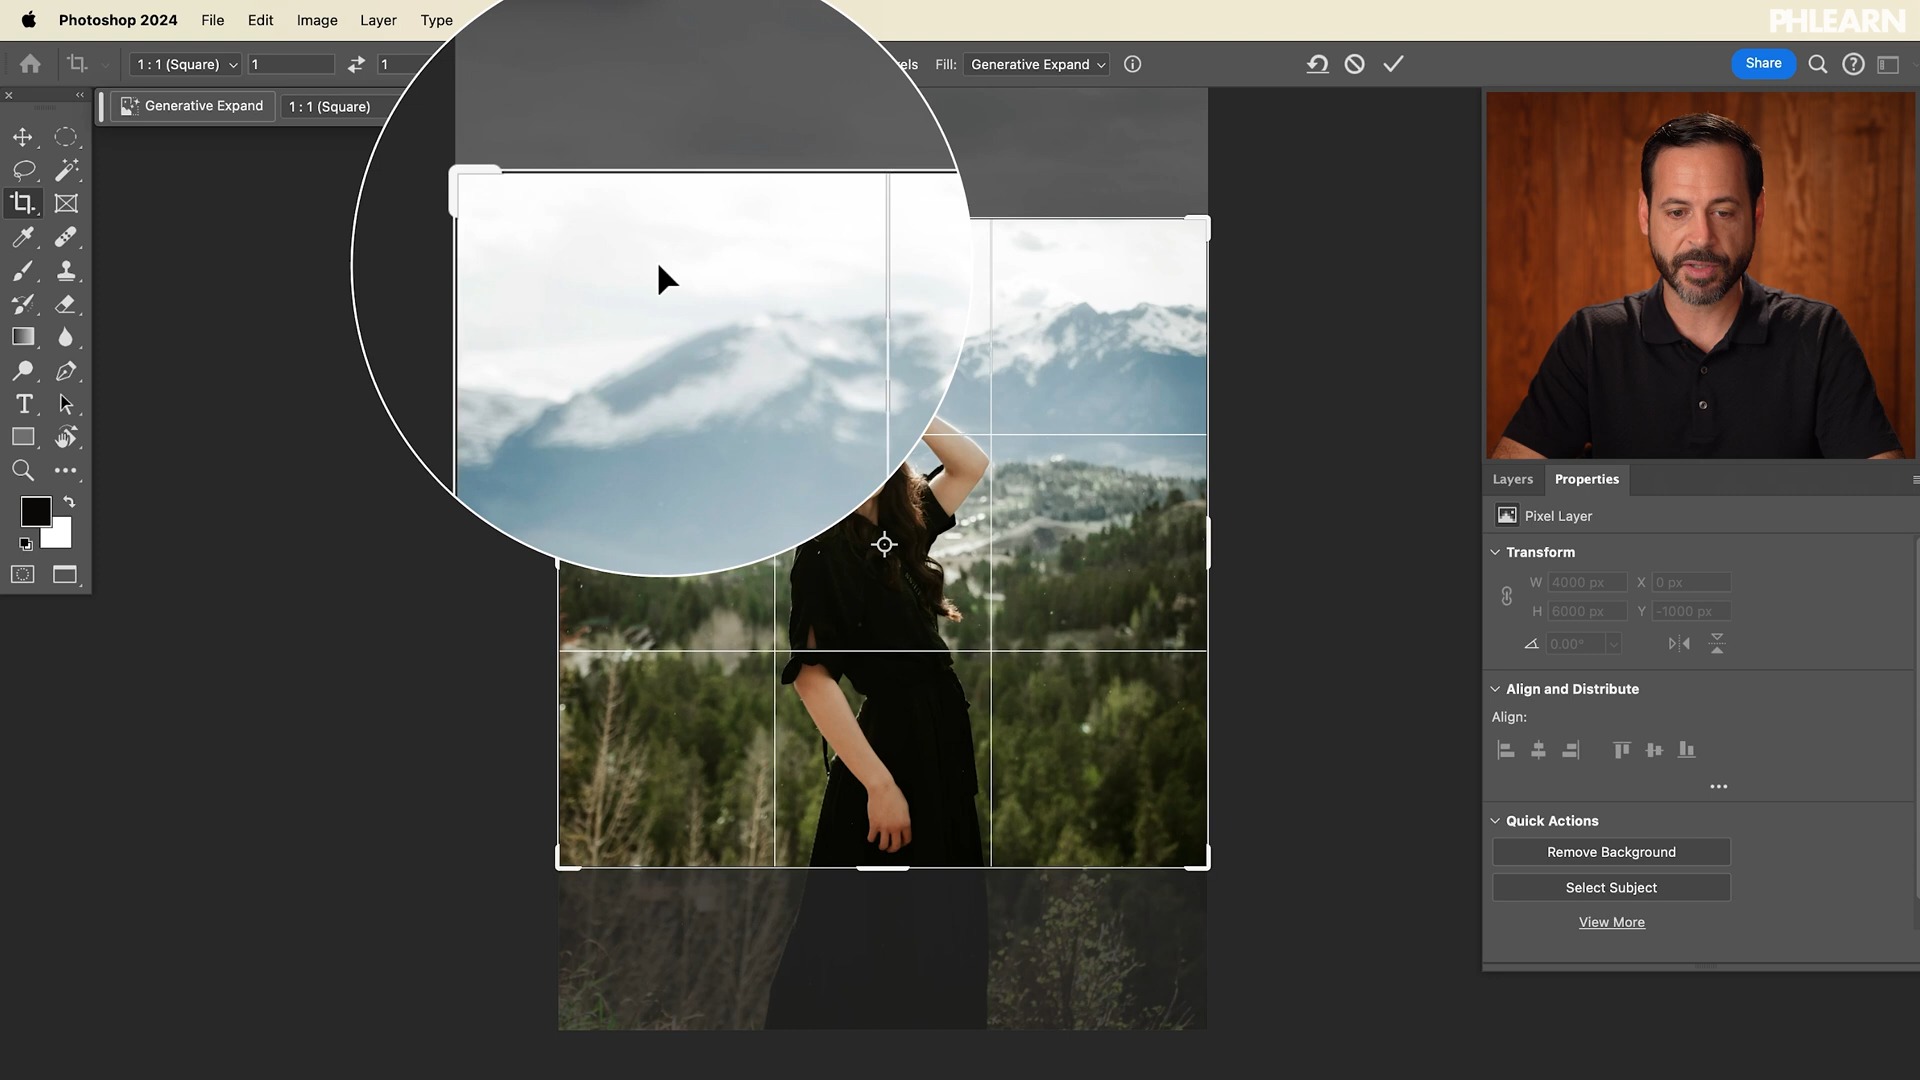 Photoshop 2024 File Edit Image Layer Type
PHLEARN
1 : 1 (Square) 1 1 Fill: Generative Expand Share
Generative Expand 1 : 1 (Square)
Layers Properties
Pixel Layer
Transform
W 4000 px X 0 px
H 6000 px Y -1000 px
0.00°
Align and Distribute
Align:
Quick Actions
Remove Background
Select Subject
View More